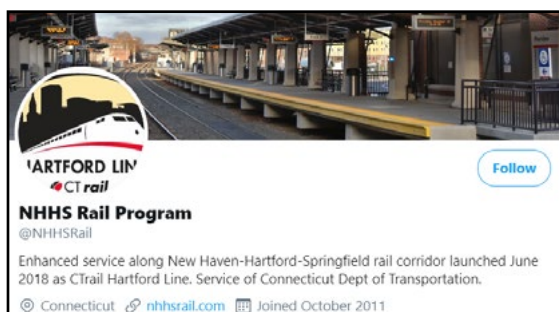 'ARTFORD LIN'
CTrail
Follow
NHHS Rail Program
@NHHSRail
Enhanced service along New Haven-Hartford-Springfield rail corridor launched June
2018 as CTrail Hartford Line. Service of Connecticut Dept of Transportation.
Connecticut nhhsrail.com Joined October 2011